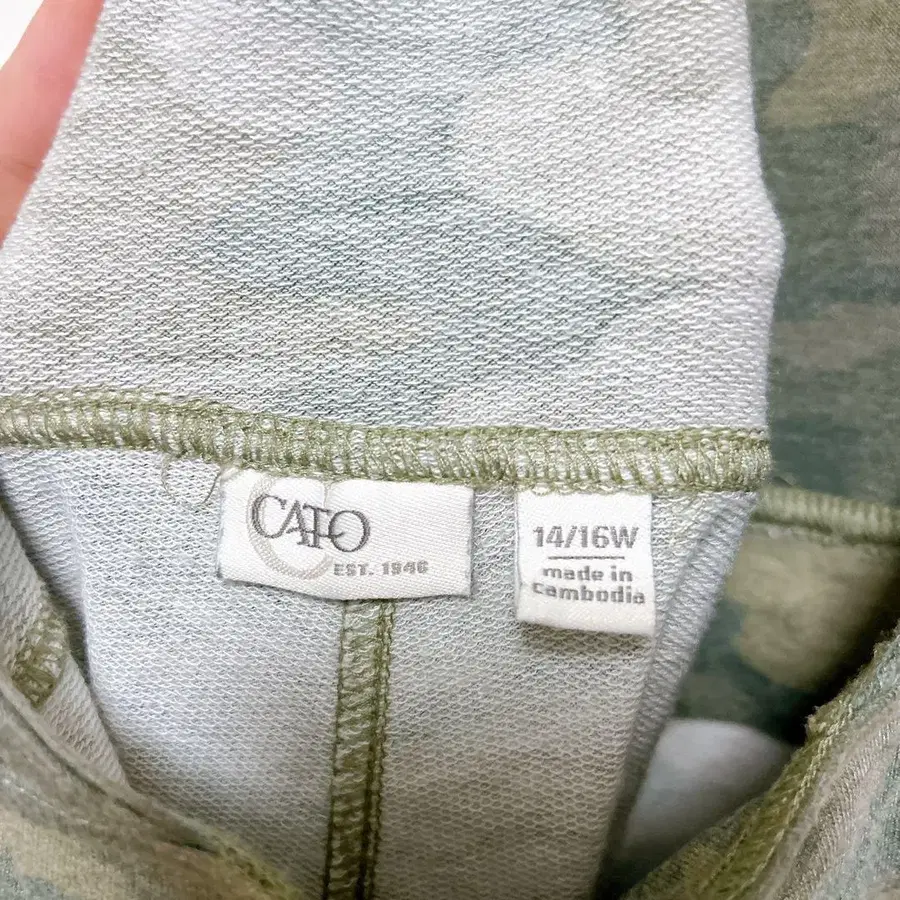 CATO
EST. 1946
14/16W
made in
Cambodia